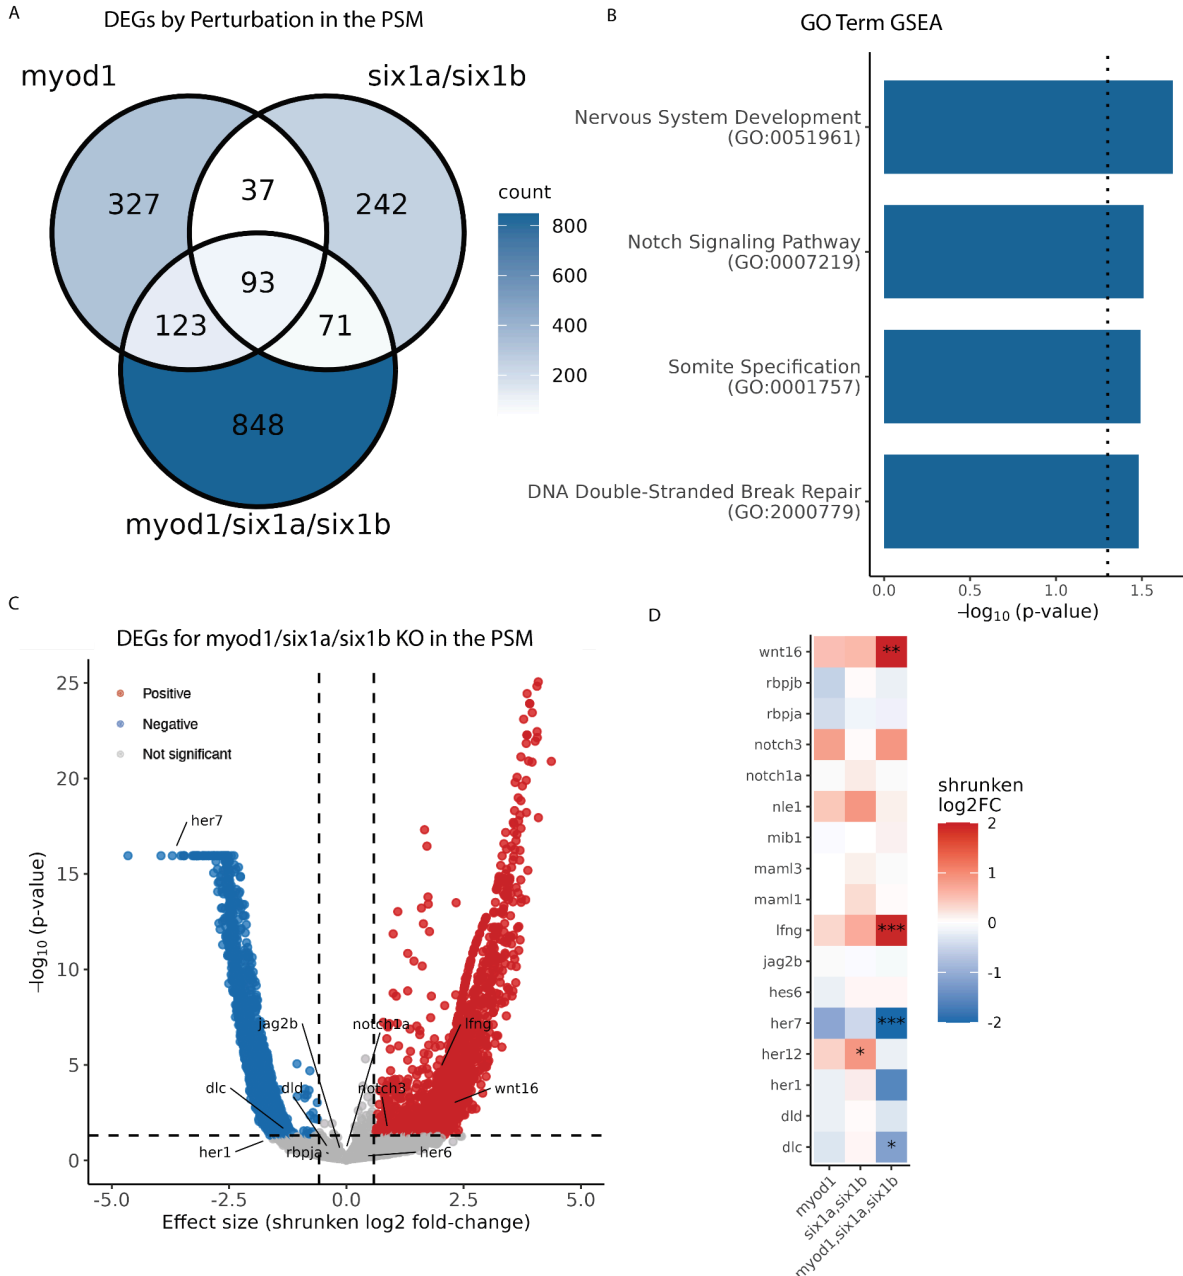 A
DEGs by Perturbation in the PSM
myod1
six1a/six1b
327
37
242
93
123
71
848
myod1/six1a/six1b
count
800
600
400
200
B
GO Term GSEA
Nervous System Development
(GO:0051961)
Notch Signaling Pathway
(GO:0007219)
Somite Specification
(GO:0001757)
DNA Double-Stranded Break Repair
(GO:2000779)
0.0
0.5
1.0
1.5
−log10 (p-value)
C
DEGs for myod1/six1a/six1b KO in the PSM
Positive
Negative
Not significant
25
20
15
10
5
0
-log10 (p-value)
her7
jag2b
notch1a
lfng
dlc
dld
notch3
wnt16
her1
rbpja
her6
-5.0
-2.5
0.0
2.5
5.0
Effect size (shrunken log2 fold-change)
D
wnt16
**
rbpjb
rbpja
notch3
notch1a
nle1
mib1
maml3
maml1
lfng
***
jag2b
hes6
her7
***
her12
*
her1
dld
dlc
*
myod1
six1a,six1b
myod1,six1a,six1b
shrunken
log2FC
2
1
0
-1
-2